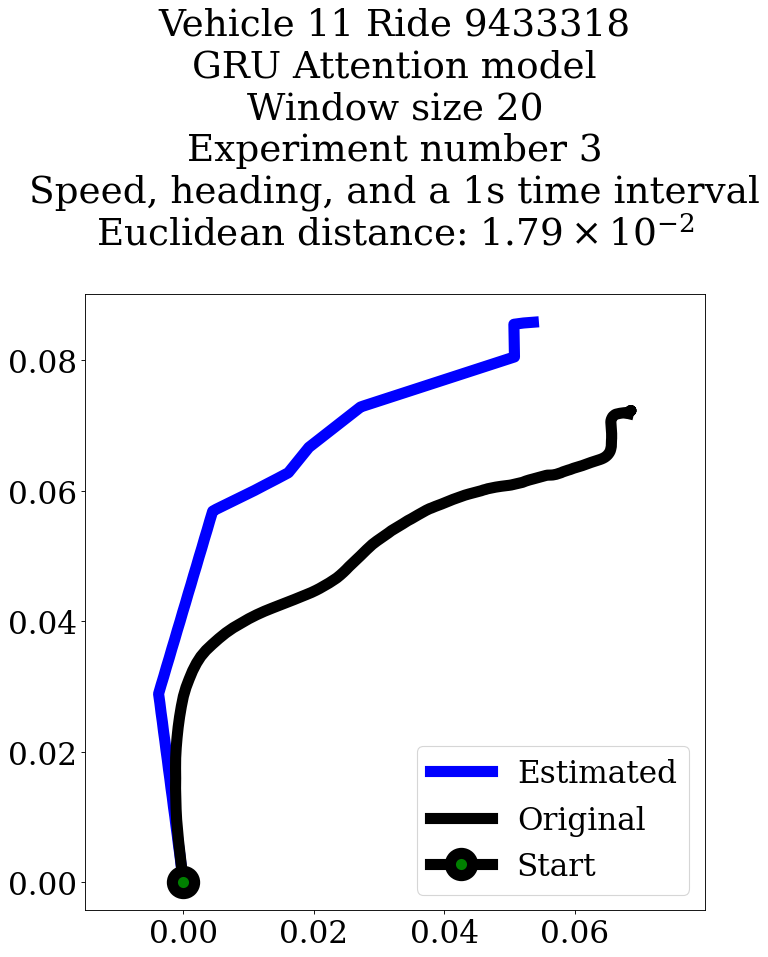 Vehicle 11 Ride 9433318
GRU Attention model
Window size 20
Experiment number 3
Speed, heading, and a 1s time interval
Euclidean distance: 1.79 × 10⁻²
0.08
0.06
0.04
0.02
0.00
Estimated
Original
Start
0.00 0.02 0.04 0.06